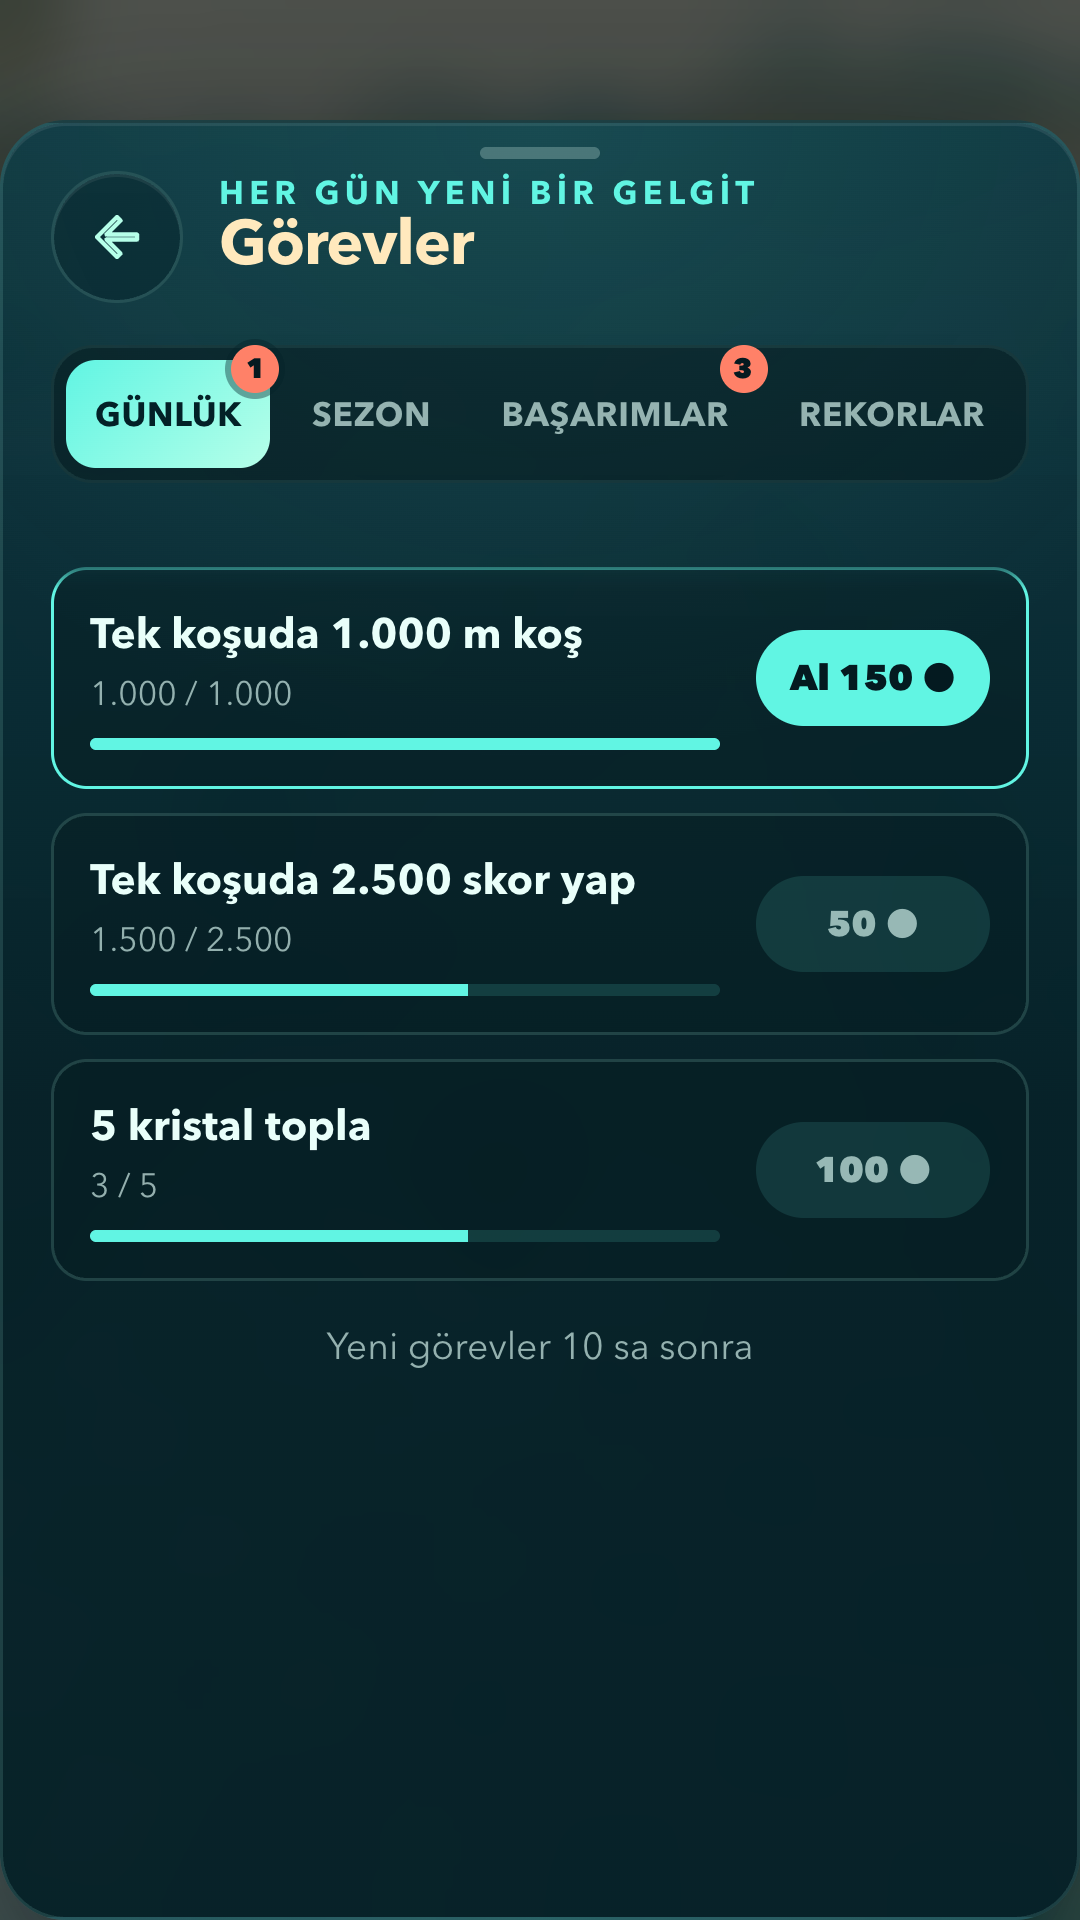 HER GÜN YENİ BİR GELGİT
Görevler
GÜNLÜK 1 SEZON BAŞARIMLAR 3 REKORLAR
Tek koşuda 1.000 m koş
1.000 / 1.000
Al 150
Tek koşuda 2.500 skor yap
1.500 / 2.500
50
5 kristal topla
3 / 5
100
Yeni görevler 10 sa sonra